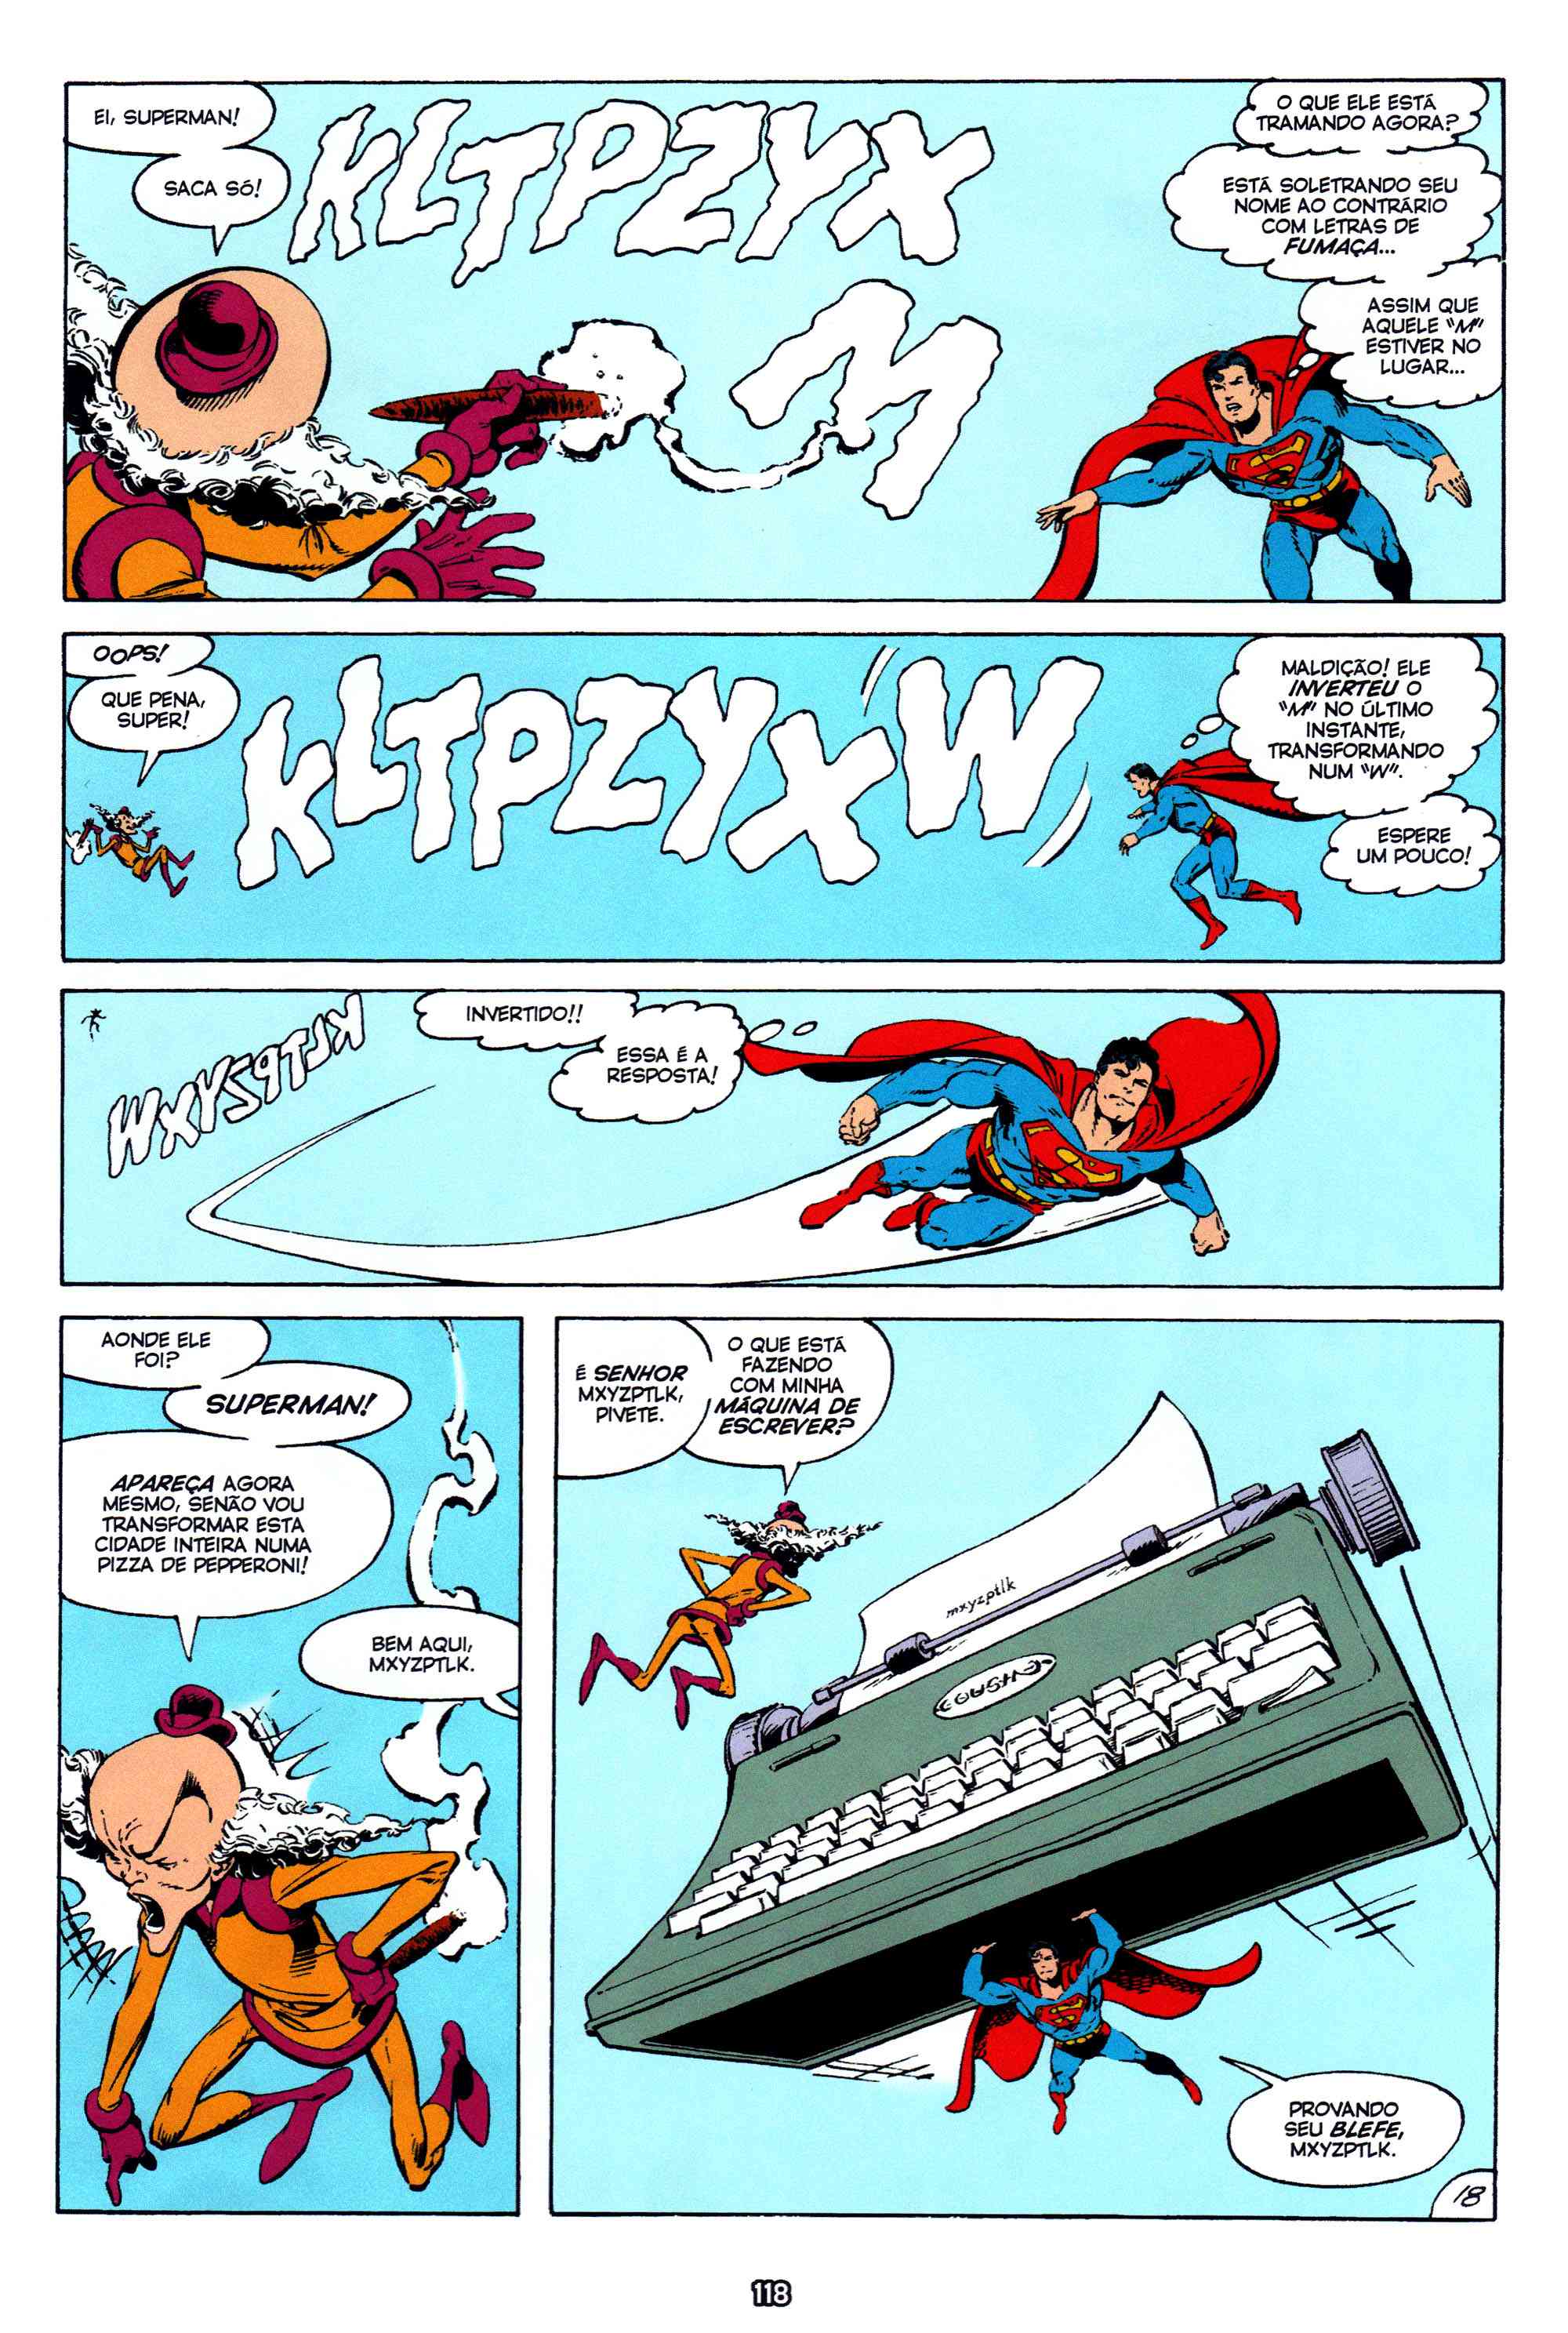 EI, SUPERMAN!
SACA SÓ!
KLTPZYX
M
O QUE ELE ESTÁ
TRAMANDO AGORA?
ESTÁ SOLETRANDO SEU
NOME AO CONTRÁRIO
COM LETRAS DE
FUMAÇA...
ASSIM QUE
AQUELE "M"
ESTIVER NO
LUGAR...
OOPS!
QUE PENA,
SUPER!
KLTPZYXW
MALDIÇÃO! ELE
INVERTEU O
"M" NO ÚLTIMO
INSTANTE,
TRANSFORMANDO
NUM "W".
ESPERE
UM POUCO!
KLTPZYXW
INVERTIDO!!
ESSA É A
RESPOSTA!
AONDE ELE
FOI?
SUPERMAN!
APAREÇA AGORA
MESMO, SENÃO VOU
TRANSFORMAR ESTA
CIDADE INTEIRA NUMA
PIZZA DE PEPPERONI!
BEM AQUI,
MXYZPTLK.
É SENHOR
MXYZPTLK,
PIVETE.
O QUE ESTÁ
FAZENDO
COM MINHA
MÁQUINA DE
ESCREVER?
mxyzptlk
PROVANDO
SEU BLEFE,
MXYZPTLK.
18
118